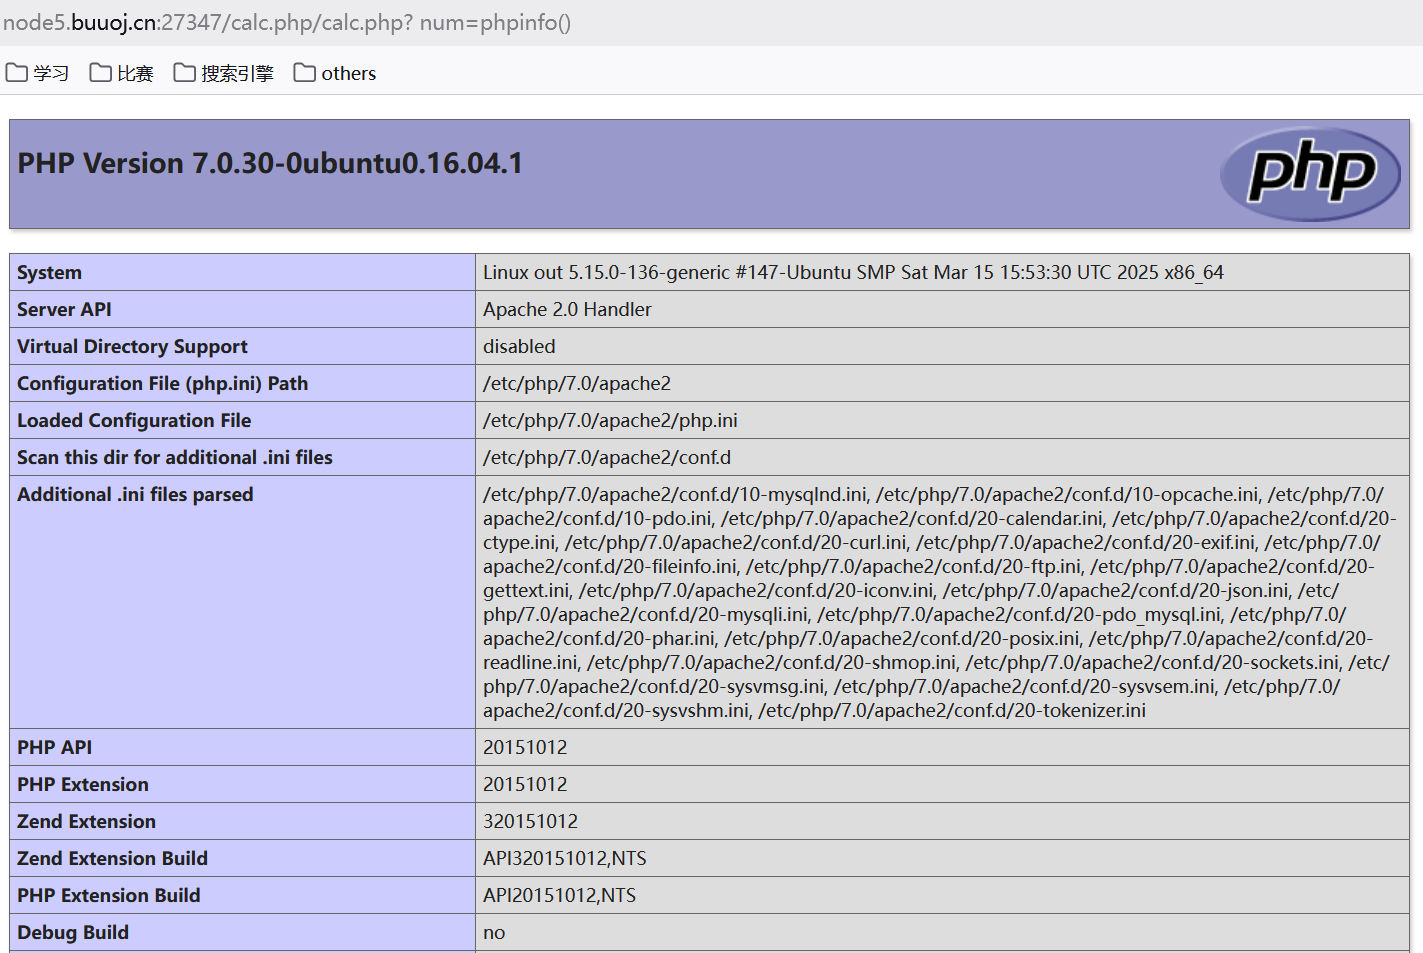 node5.buuoj.cn:27347/calc.php/calc.php? num=phpinfo()
学习 比赛 搜索引擎 others
PHP Version 7.0.30-0ubuntu0.16.04.1
php
System Linux out 5.15.0-136-generic #147-Ubuntu SMP Sat Mar 15 15:53:30 UTC 2025 x86_64
Server API Apache 2.0 Handler
Virtual Directory Support disabled
Configuration File (php.ini) Path /etc/php/7.0/apache2
Loaded Configuration File /etc/php/7.0/apache2/php.ini
Scan this dir for additional .ini files /etc/php/7.0/apache2/conf.d
Additional .ini files parsed /etc/php/7.0/apache2/conf.d/10-mysqlnd.ini, /etc/php/7.0/apache2/conf.d/10-opcache.ini, /etc/php/7.0/
apache2/conf.d/10-pdo.ini, /etc/php/7.0/apache2/conf.d/20-calendar.ini, /etc/php/7.0/apache2/conf.d/20-
ctype.ini, /etc/php/7.0/apache2/conf.d/20-curl.ini, /etc/php/7.0/apache2/conf.d/20-exif.ini, /etc/php/7.0/
apache2/conf.d/20-fileinfo.ini, /etc/php/7.0/apache2/conf.d/20-ftp.ini, /etc/php/7.0/apache2/conf.d/20-
gettext.ini, /etc/php/7.0/apache2/conf.d/20-iconv.ini, /etc/php/7.0/apache2/conf.d/20-json.ini, /etc/
php/7.0/apache2/conf.d/20-mysqli.ini, /etc/php/7.0/apache2/conf.d/20-pdo_mysql.ini, /etc/php/7.0/
apache2/conf.d/20-phar.ini, /etc/php/7.0/apache2/conf.d/20-posix.ini, /etc/php/7.0/apache2/conf.d/20-
readline.ini, /etc/php/7.0/apache2/conf.d/20-shmop.ini, /etc/php/7.0/apache2/conf.d/20-sockets.ini, /etc/
php/7.0/apache2/conf.d/20-sysvmsg.ini, /etc/php/7.0/apache2/conf.d/20-sysvsem.ini, /etc/php/7.0/
apache2/conf.d/20-sysvshm.ini, /etc/php/7.0/apache2/conf.d/20-tokenizer.ini
PHP API 20151012
PHP Extension 20151012
Zend Extension 320151012
Zend Extension Build API320151012,NTS
PHP Extension Build API20151012,NTS
Debug Build no